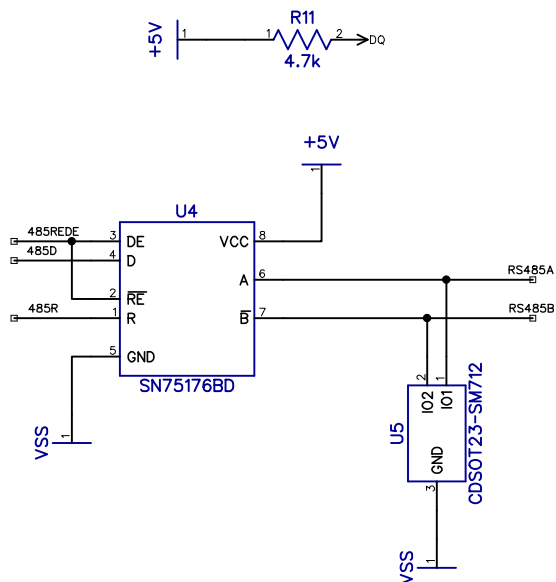 R11
+5V 1 1 2 DQ
4.7k
+5V
1
U4
485REDE 3 DE VCC 8
485D 4 D
A 6 RS485A
2 RE
485R 1 R B 7 RS485B
5 GND
SN75176BD
1
VSS
2 1
IO2 IO1
U5
GND
CDSOT23-SM712
3
1
VSS